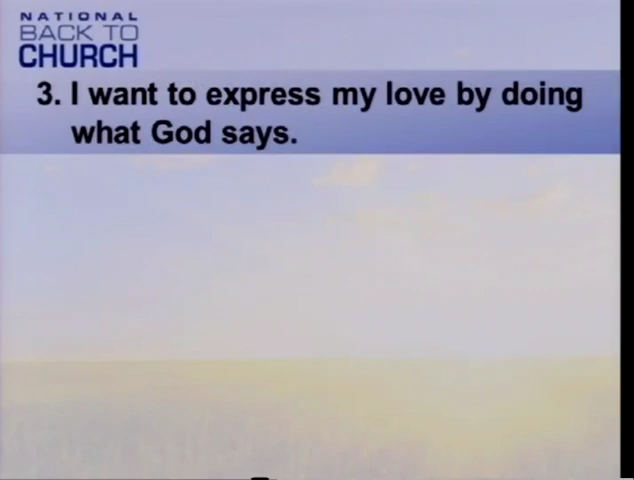 NATIONAL
BACK TO
CHURCH
3. I want to express my love by doing
what God says.